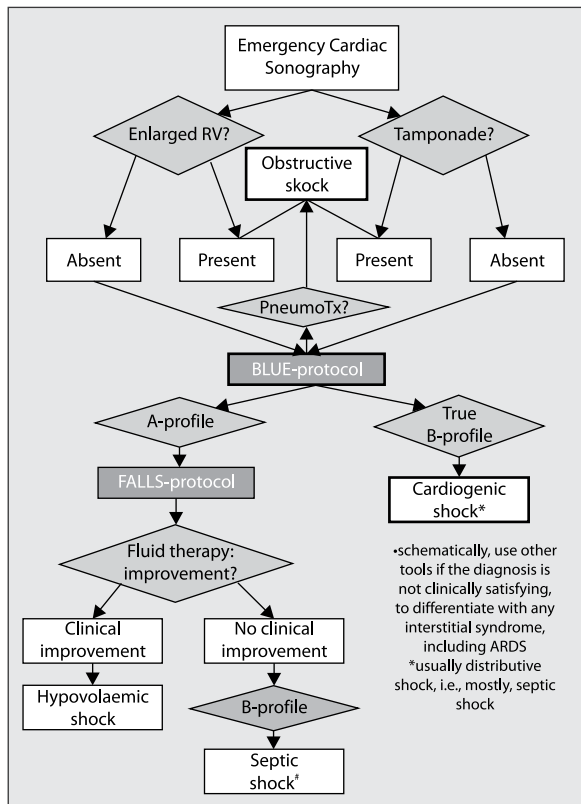 Emergency Cardiac
Sonography
Enlarged RV?
Tamponade?
Obstructive
skock
Absent
Present
Present
Absent
PneumoTx?
BLUE-protocol
A-profile
True
B-profile
FALLS-protocol
Cardiogenic
shock*
Fluid therapy:
improvement?
•schematically, use other
tools if the diagnosis is
not clinically satisfying,
to differentiate with any
interstitial syndrome,
including ARDS
*usually distributive
shock, i.e., mostly, septic
shock
Clinical
improvement
No clinical
improvement
Hypovolaemic
shock
B-profile
Septic
shock#